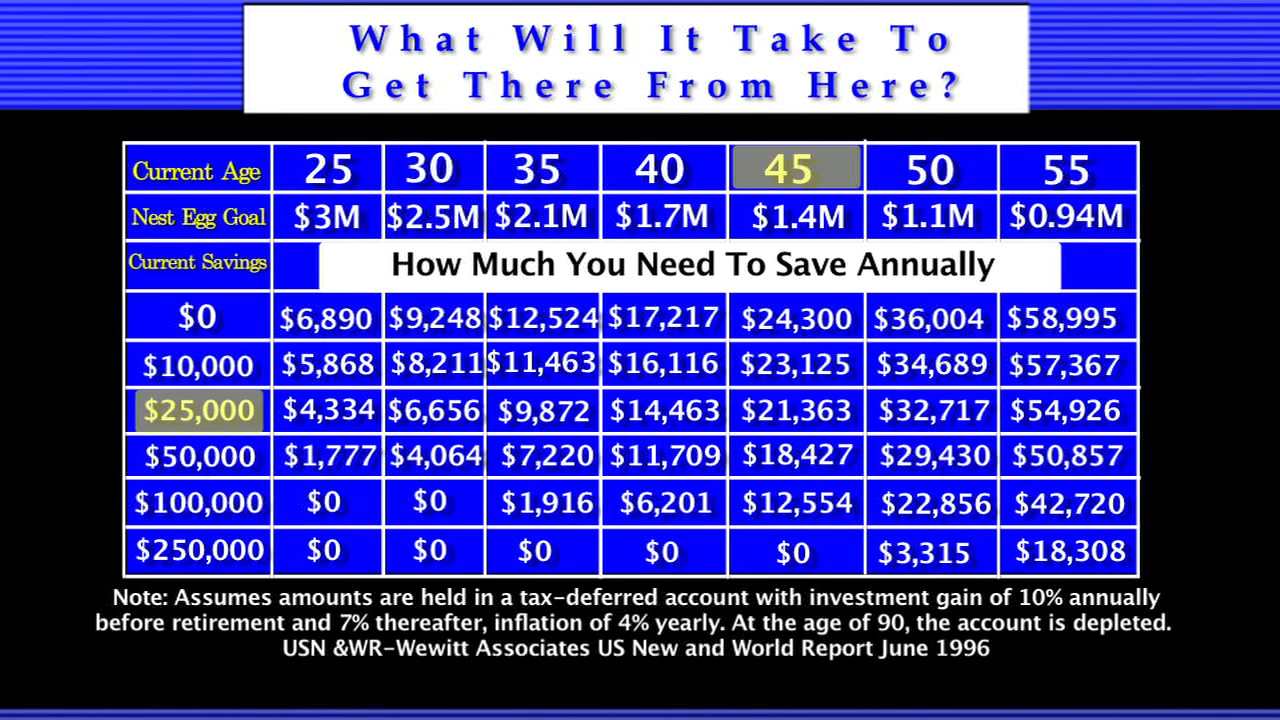 What Will It Take To
Get There From Here?
Current Age 25 30 35 40 45 50 55
Nest Egg Goal $3M $2.5M $2.1M $1.7M $1.4M $1.1M $0.94M
Current Savings How Much You Need To Save Annually
$0 $6,890 $9,248 $12,524 $17,217 $24,300 $36,004 $58,995
$10,000 $5,868 $8,211 $11,463 $16,116 $23,125 $34,689 $57,367
$25,000 $4,334 $6,656 $9,872 $14,463 $21,363 $32,717 $54,926
$50,000 $1,777 $4,064 $7,220 $11,709 $18,427 $29,430 $50,857
$100,000 $0 $0 $1,916 $6,201 $12,554 $22,856 $42,720
$250,000 $0 $0 $0 $0 $0 $3,315 $18,308
Note: Assumes amounts are held in a tax-deferred account with investment gain of 10% annually
before retirement and 7% thereafter, inflation of 4% yearly. At the age of 90, the account is depleted.
USN &WR-Wewitt Associates US New and World Report June 1996